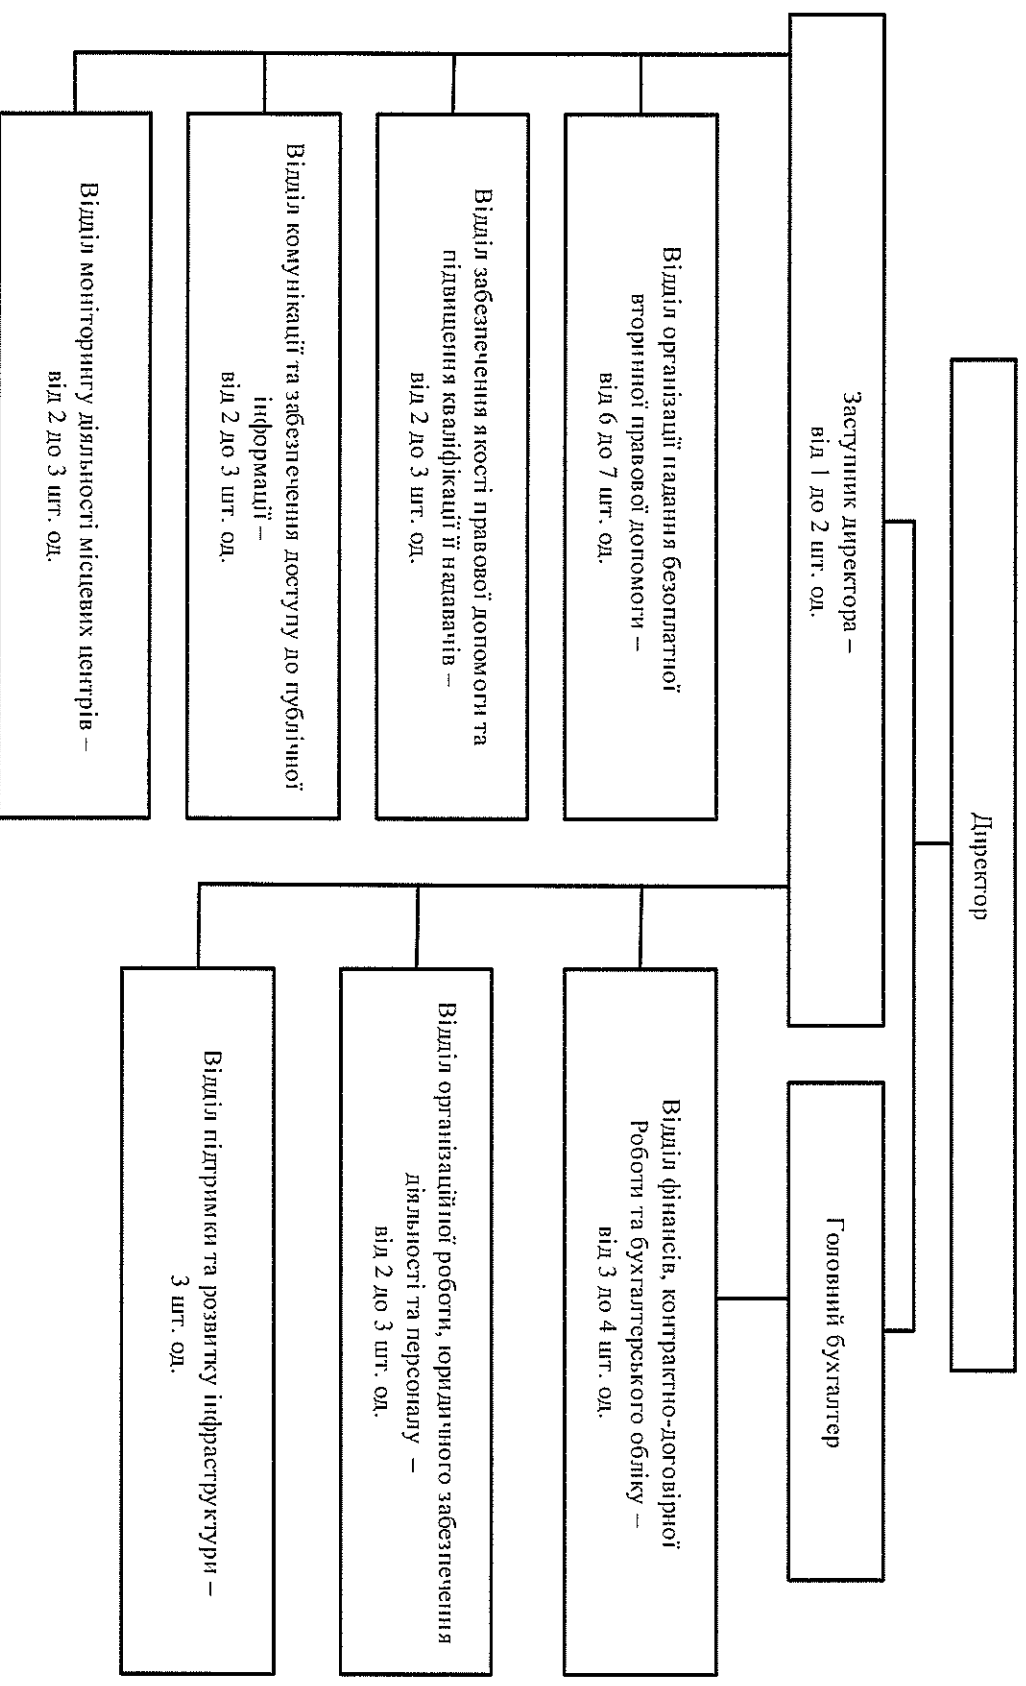 Директор
Заступник директора –
від 1 до 2 шт. од.
Головний бухгалтер
Відділ організації надання безоплатної
вторинної правової допомоги –
від 6 до 7 шт. од.
Відділ забезпечення якості правової допомоги та
підвищення кваліфікації її надавачів –
від 2 до 3 шт. од.
Відділ комунікації та забезпечення доступу до публічної
інформації –
від 2 до 3 шт. од.
Відділ моніторингу діяльності місцевих центрів –
від 2 до 3 шт. од.
Відділ фінансів, контрактно-договірної
Роботи та бухгалтерського обліку –
від 3 до 4 шт. од.
Відділ організаційної роботи, юридичного забезпечення
діяльності та персоналу –
від 2 до 3 шт. од.
Відділ підтримки та розвитку інфраструктури –
3 шт. од.